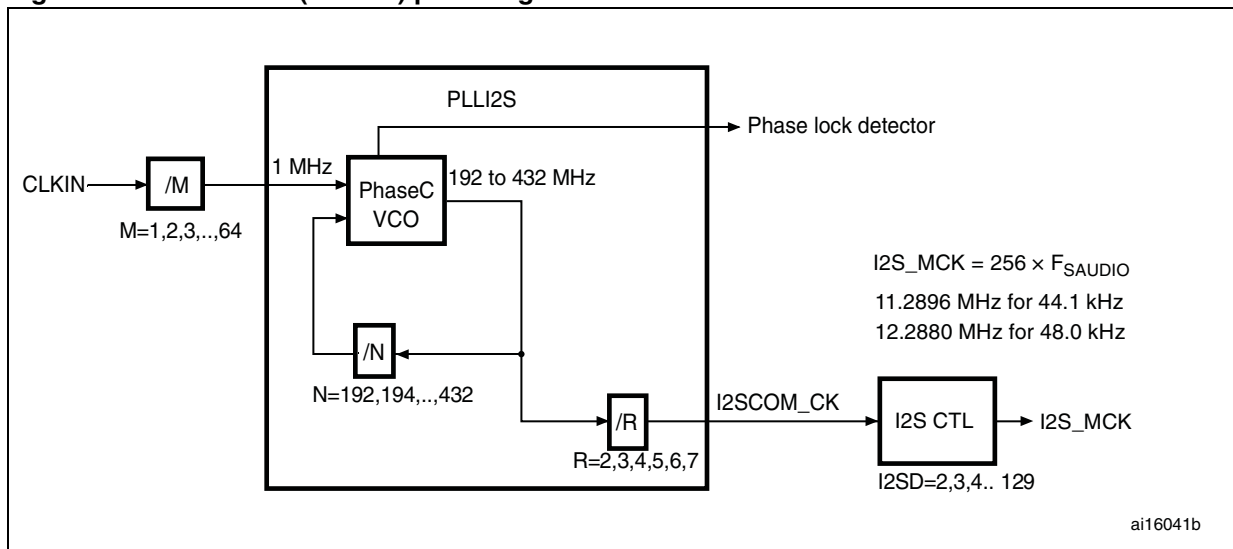 PLLI2S
Phase lock detector
1 MHz
192 to 432 MHz
CLKIN
/M
PhaseC
VCO
M=1,2,3,..,64
I2S_MCK = 256 × FSAUDIO
11.2896 MHz for 44.1 kHz
12.2880 MHz for 48.0 kHz
/N
N=192,194,..,432
I2SCOM_CK
/R
I2S CTL
I2S_MCK
R=2,3,4,5,6,7
I2SD=2,3,4.. 129
ai16041b